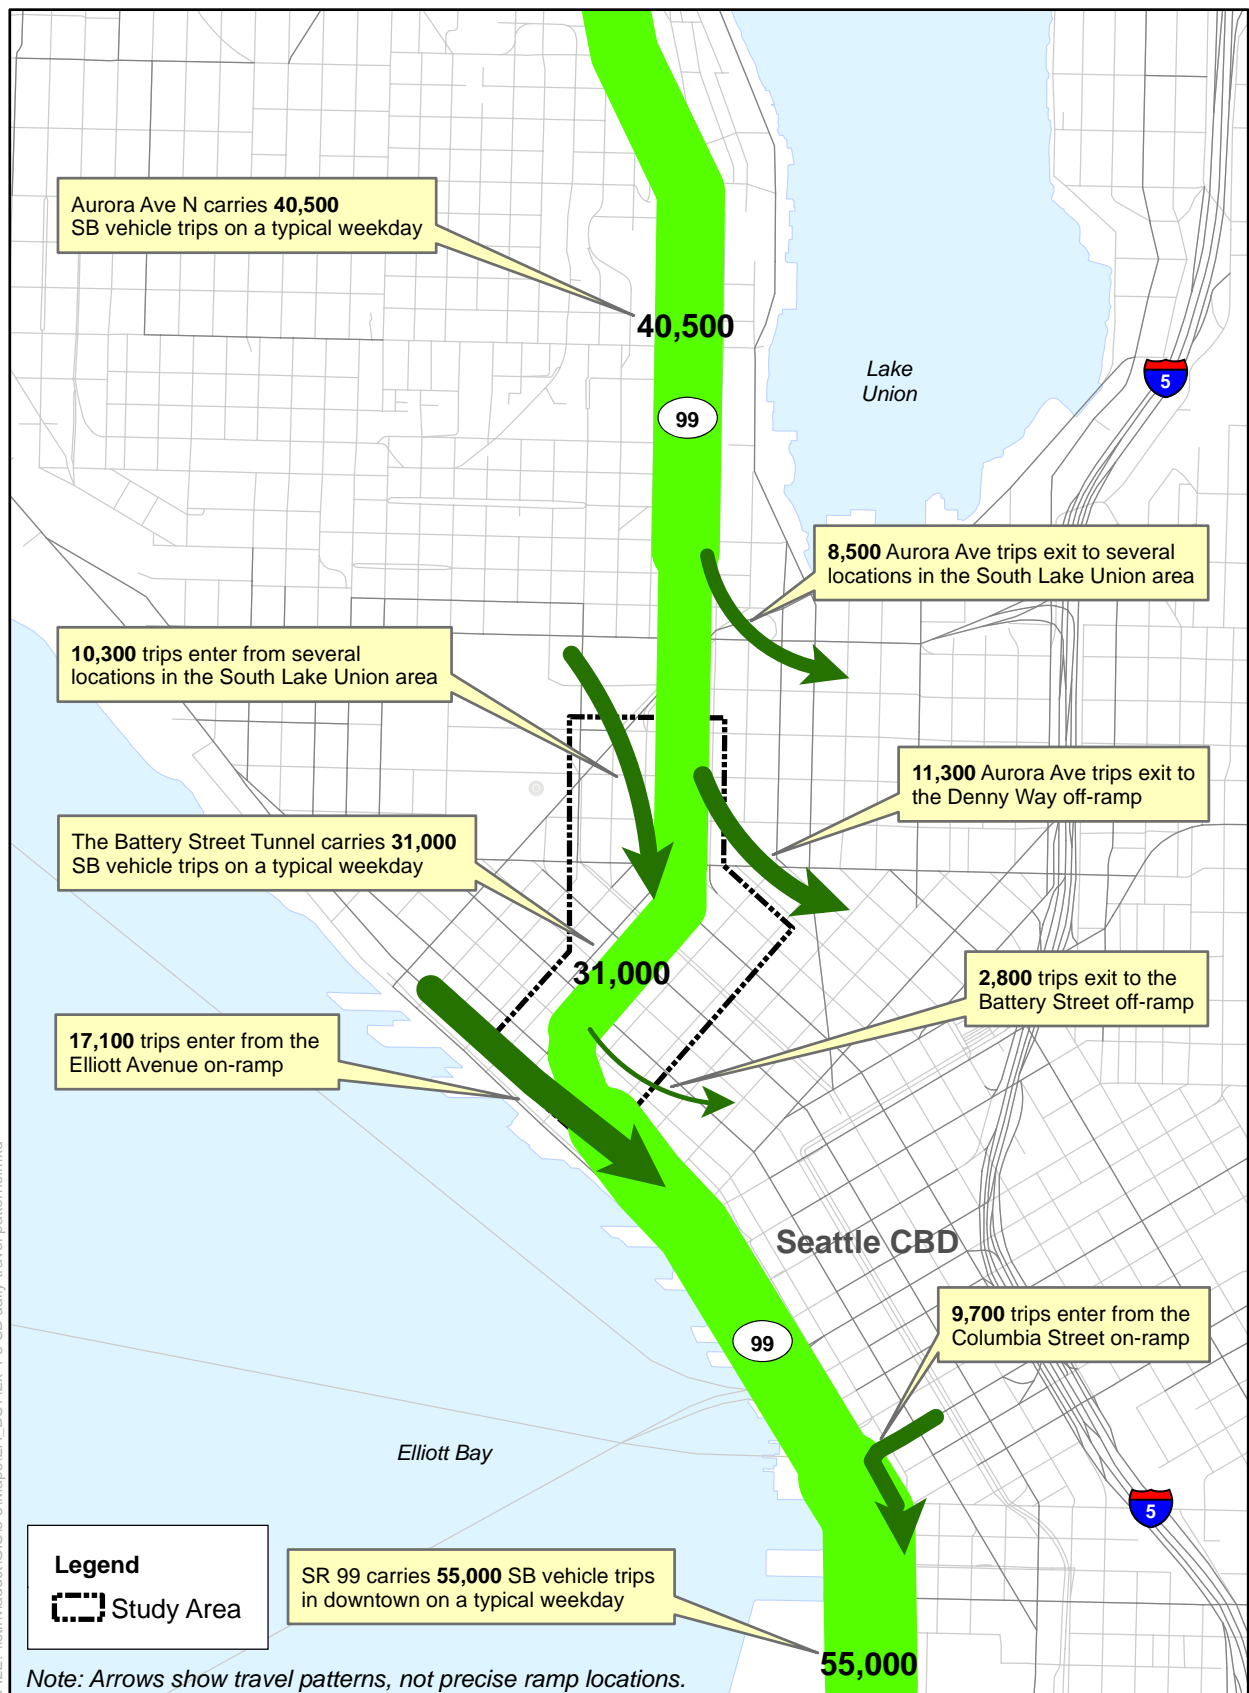 Aurora Ave N carries 40,500
SB vehicle trips on a typical weekday
40,500
99
Lake
Union
5
8,500 Aurora Ave trips exit to several
locations in the South Lake Union area
10,300 trips enter from several
locations in the South Lake Union area
11,300 Aurora Ave trips exit to
the Denny Way off-ramp
The Battery Street Tunnel carries 31,000
SB vehicle trips on a typical weekday
31,000
2,800 trips exit to the
Battery Street off-ramp
17,100 trips enter from the
Elliott Avenue on-ramp
Seattle CBD
9,700 trips enter from the
Columbia Street on-ramp
99
Elliott Bay
5
Legend
Study Area
SR 99 carries 55,000 SB vehicle trips
in downtown on a typical weekday
55,000
Note: Arrows show travel patterns, not precise ramp locations.